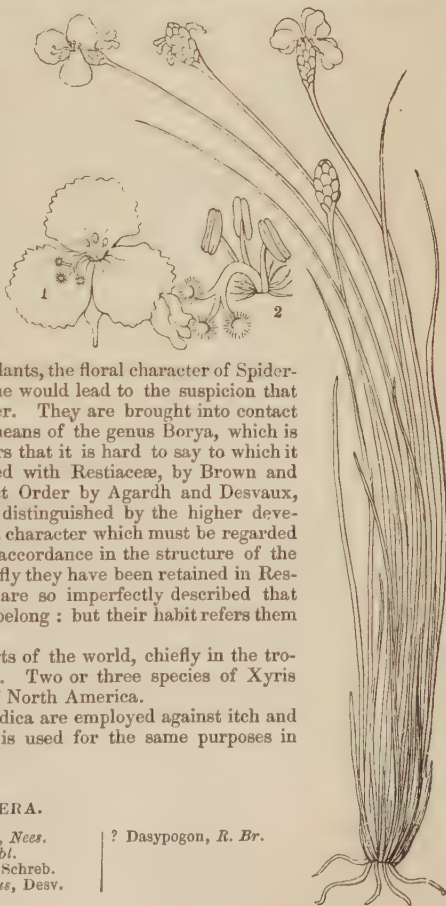 1
2
lants, the floral character of Spider-
ne would lead to the suspicion that
er. They are brought into contact
neans of the genus Borya, which is
rs that it is hard to say to which it
ed with Restiaceæ, by Brown and
t Order by Agardh and Desvaux,
distinguished by the higher deve-
character which must be regarded
accordance in the structure of the
fly they have been retained in Res-
are so imperfectly described that
belong : but their habit refers them
ts of the world, chiefly in the tro-
. Two or three species of Xyris
North America.
dica are employed against itch and
is used for the same purposes in
ERA.
, Nees.
bl.
Schreb.
us, Desv.
? Dasypogon, R. Br.